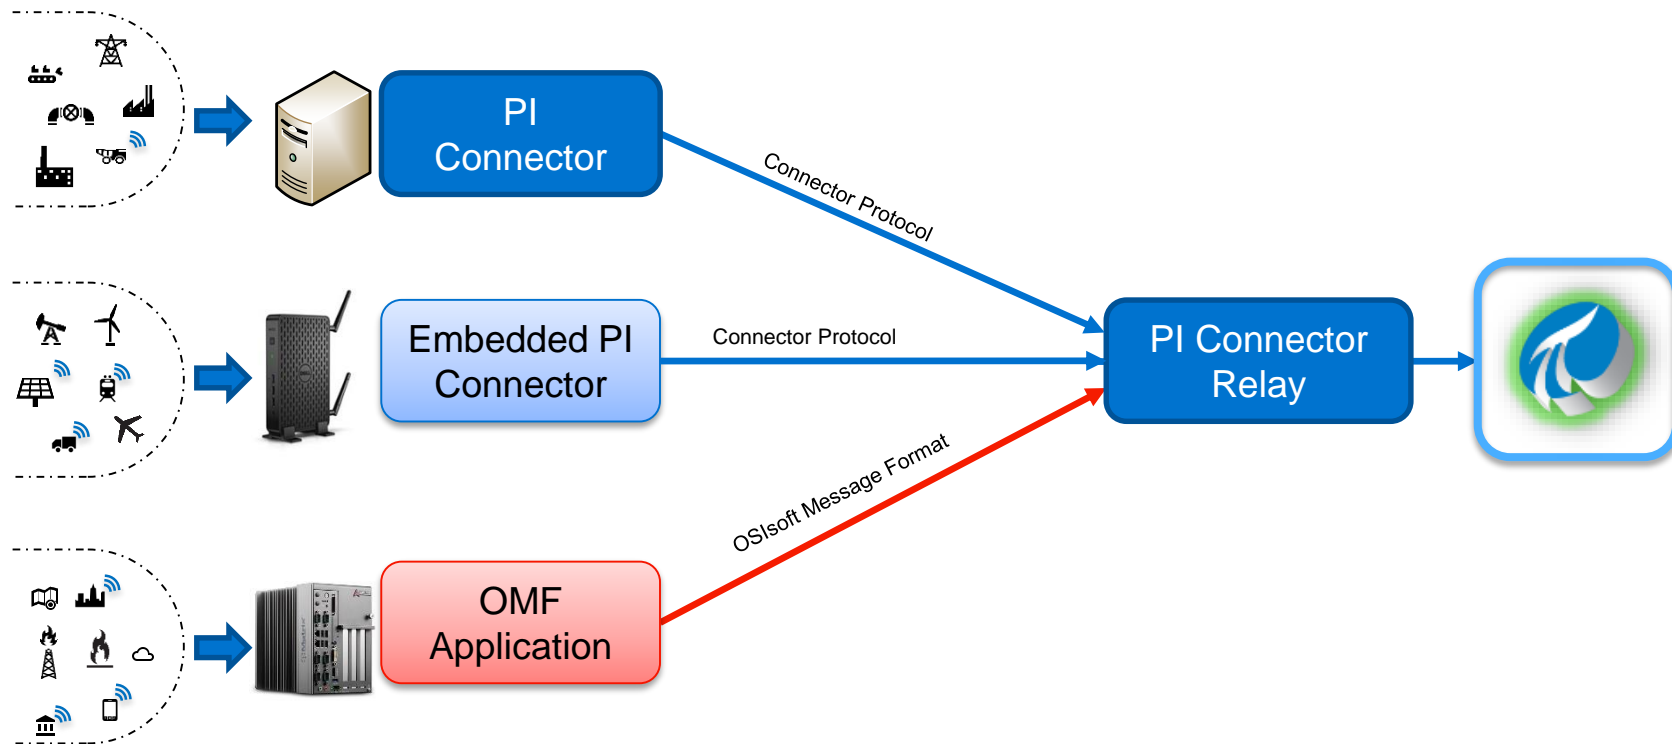 PI
Connector
Connector Protocol
Embedded PI
Connector
Connector Protocol
PI Connector
Relay
OSIsoft Message Format
OMF
Application